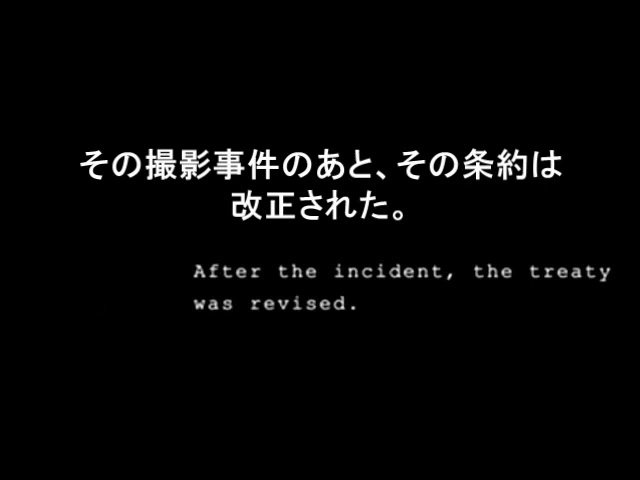 その撮影事件のあと、その条約は
改正された。
After the incident, the treaty
was revised.